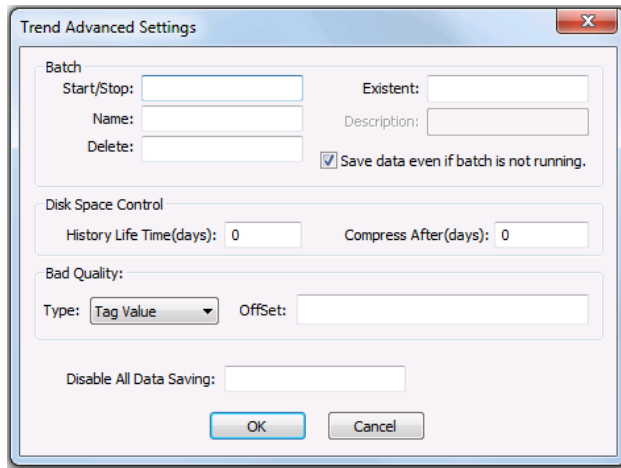 Trend Advanced Settings
Batch
Start/Stop:
Existent:
Name:
Description:
Delete:
Save data even if batch is not running.
Disk Space Control
History Life Time(days): 0
Compress After(days): 0
Bad Quality:
Type: Tag Value
OffSet:
Disable All Data Saving:
OK
Cancel